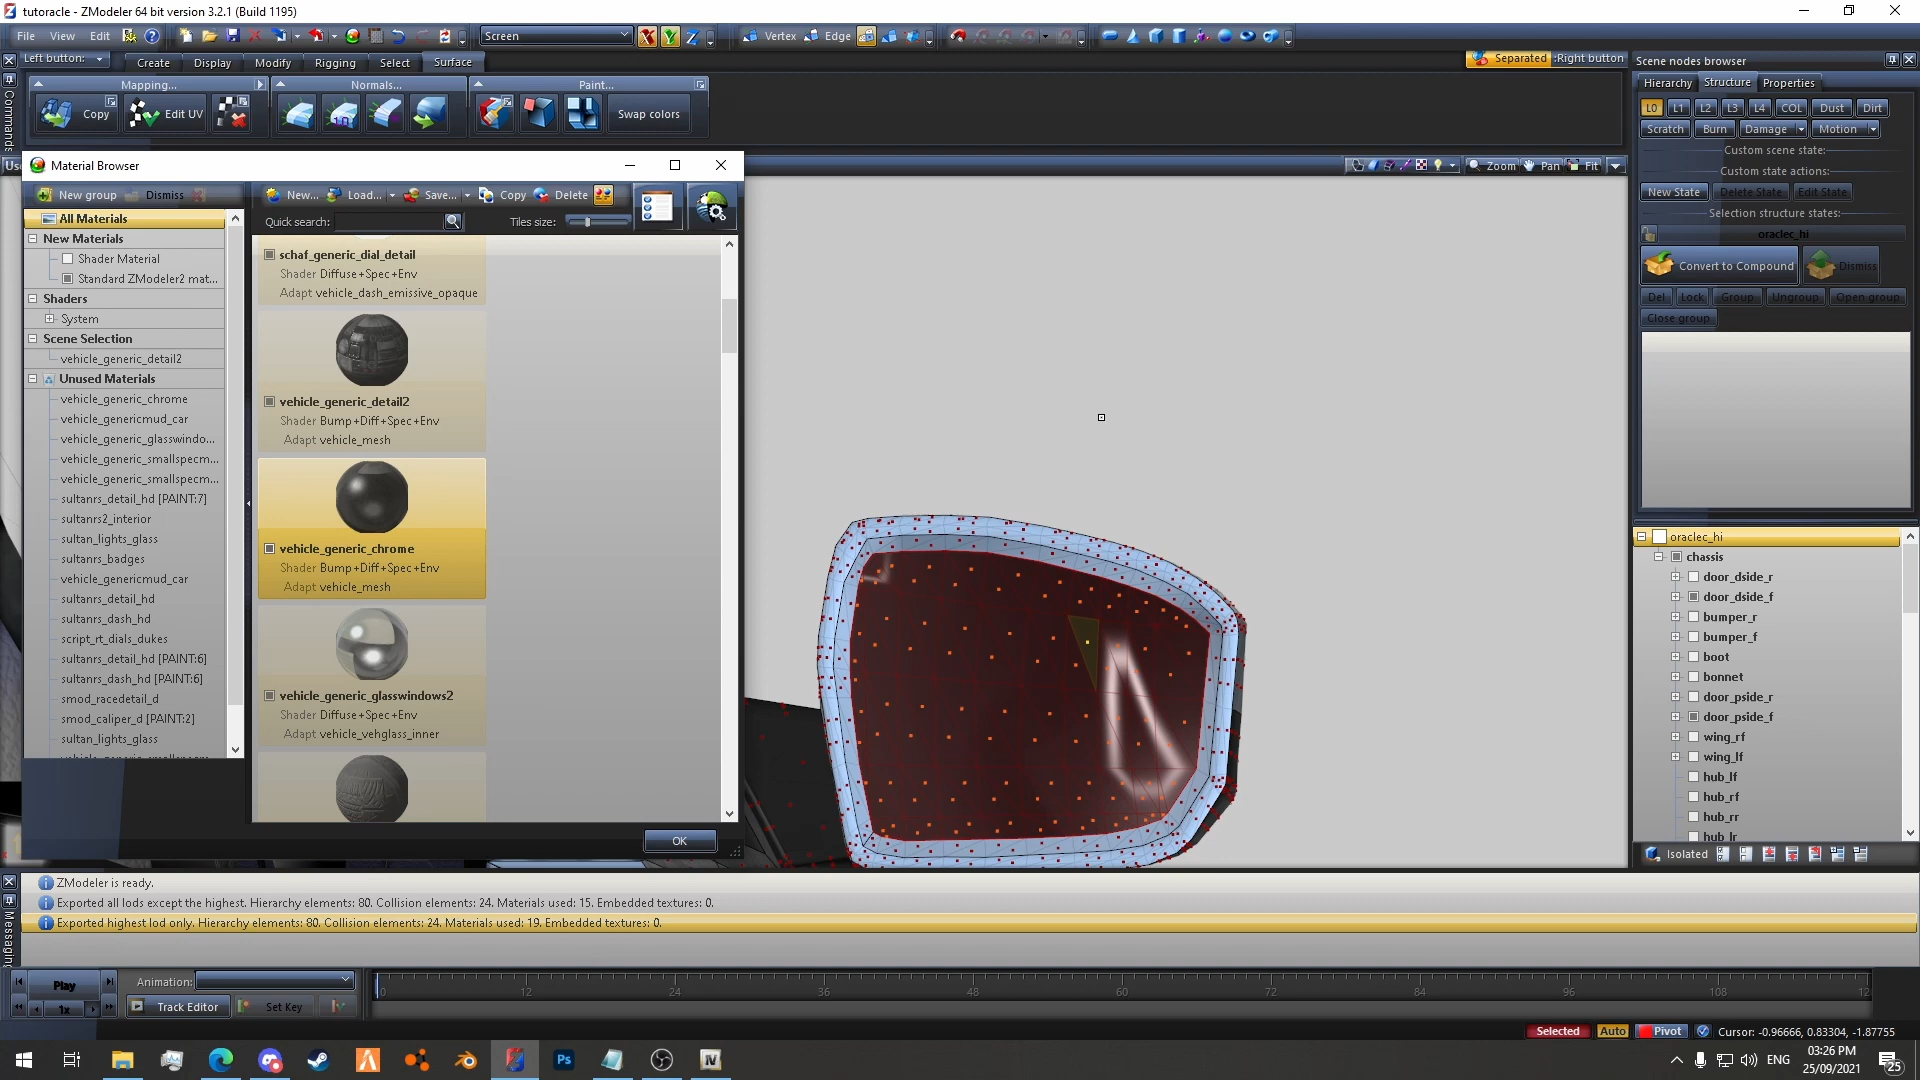 tutoracle - ZModeler 64 bit version 3.2.1 (Build 1195)
File View Edit Screen X Y Z Vertex Edge
Left button: Create Display Modify Rigging Select Surface Separated :Right button
Mapping... Normals... Paint...
Copy Edit UV Swap colors
Commands
Material Browser
New group Dismiss New... Load... Save... Copy Delete
Quick search: Tiles size:
All Materials
New Materials
Shader Material
Standard ZModeler2 mat...
Shaders
System
Scene Selection
vehicle_generic_detail2
Unused Materials
vehicle_generic_chrome
vehicle_genericmud_car
vehicle_generic_glasswindo...
vehicle_generic_smallspecm...
vehicle_generic_smallspecm...
sultanrs_detail_hd [PAINT:7]
sultanrs2_interior
sultan_lights_glass
sultanrs_badges
vehicle_genericmud_car
sultanrs_detail_hd
sultanrs_dash_hd
script_rt_dials_dukes
sultanrs_detail_hd [PAINT:6]
sultanrs_dash_hd [PAINT:6]
smod_racedetail_d
smod_caliper_d [PAINT:2]
sultan_lights_glass
schaf_generic_dial_detail
Shader Diffuse+Spec+Env
Adapt vehicle_dash_emissive_opaque
vehicle_generic_detail2
Shader Bump+Diff+Spec+Env
Adapt vehicle_mesh
vehicle_generic_chrome
Shader Bump+Diff+Spec+Env
Adapt vehicle_mesh
vehicle_generic_glasswindows2
Shader Diffuse+Spec+Env
Adapt vehicle_vehglass_inner
OK
Zoom Pan Fit
Scene nodes browser
Hierarchy Structure Properties
L0 L1 L2 L3 L4 COL Dust Dirt
Scratch Burn Damage Motion
Custom scene state:
Custom state actions:
New State Delete State Edit State
Selection structure states:
oraclec_hi
Convert to Compound Dismiss
Del Lock Group Ungroup Open group
Close group
oraclec_hi
chassis
door_dside_r
door_dside_f
bumper_r
bumper_f
boot
bonnet
door_pside_r
door_pside_f
wing_rf
wing_lf
hub_lf
hub_rf
hub_rr
hub_lr
Isolated
Messaging
ZModeler is ready.
Exported all lods except the highest. Hierarchy elements: 80. Collision elements: 24. Materials used: 15. Embedded textures: 0.
Exported highest lod only. Hierarchy elements: 80. Collision elements: 24. Materials used: 19. Embedded textures: 0.
Play Animation:
1x Track Editor Set Key
0 12 24 36 48 60 72 84 96 108 12
Selected Auto Pivot Cursor: -0.96666, 0.83304, -1.87755
Ps IV ENG 03:26 PM
25/09/2021 25